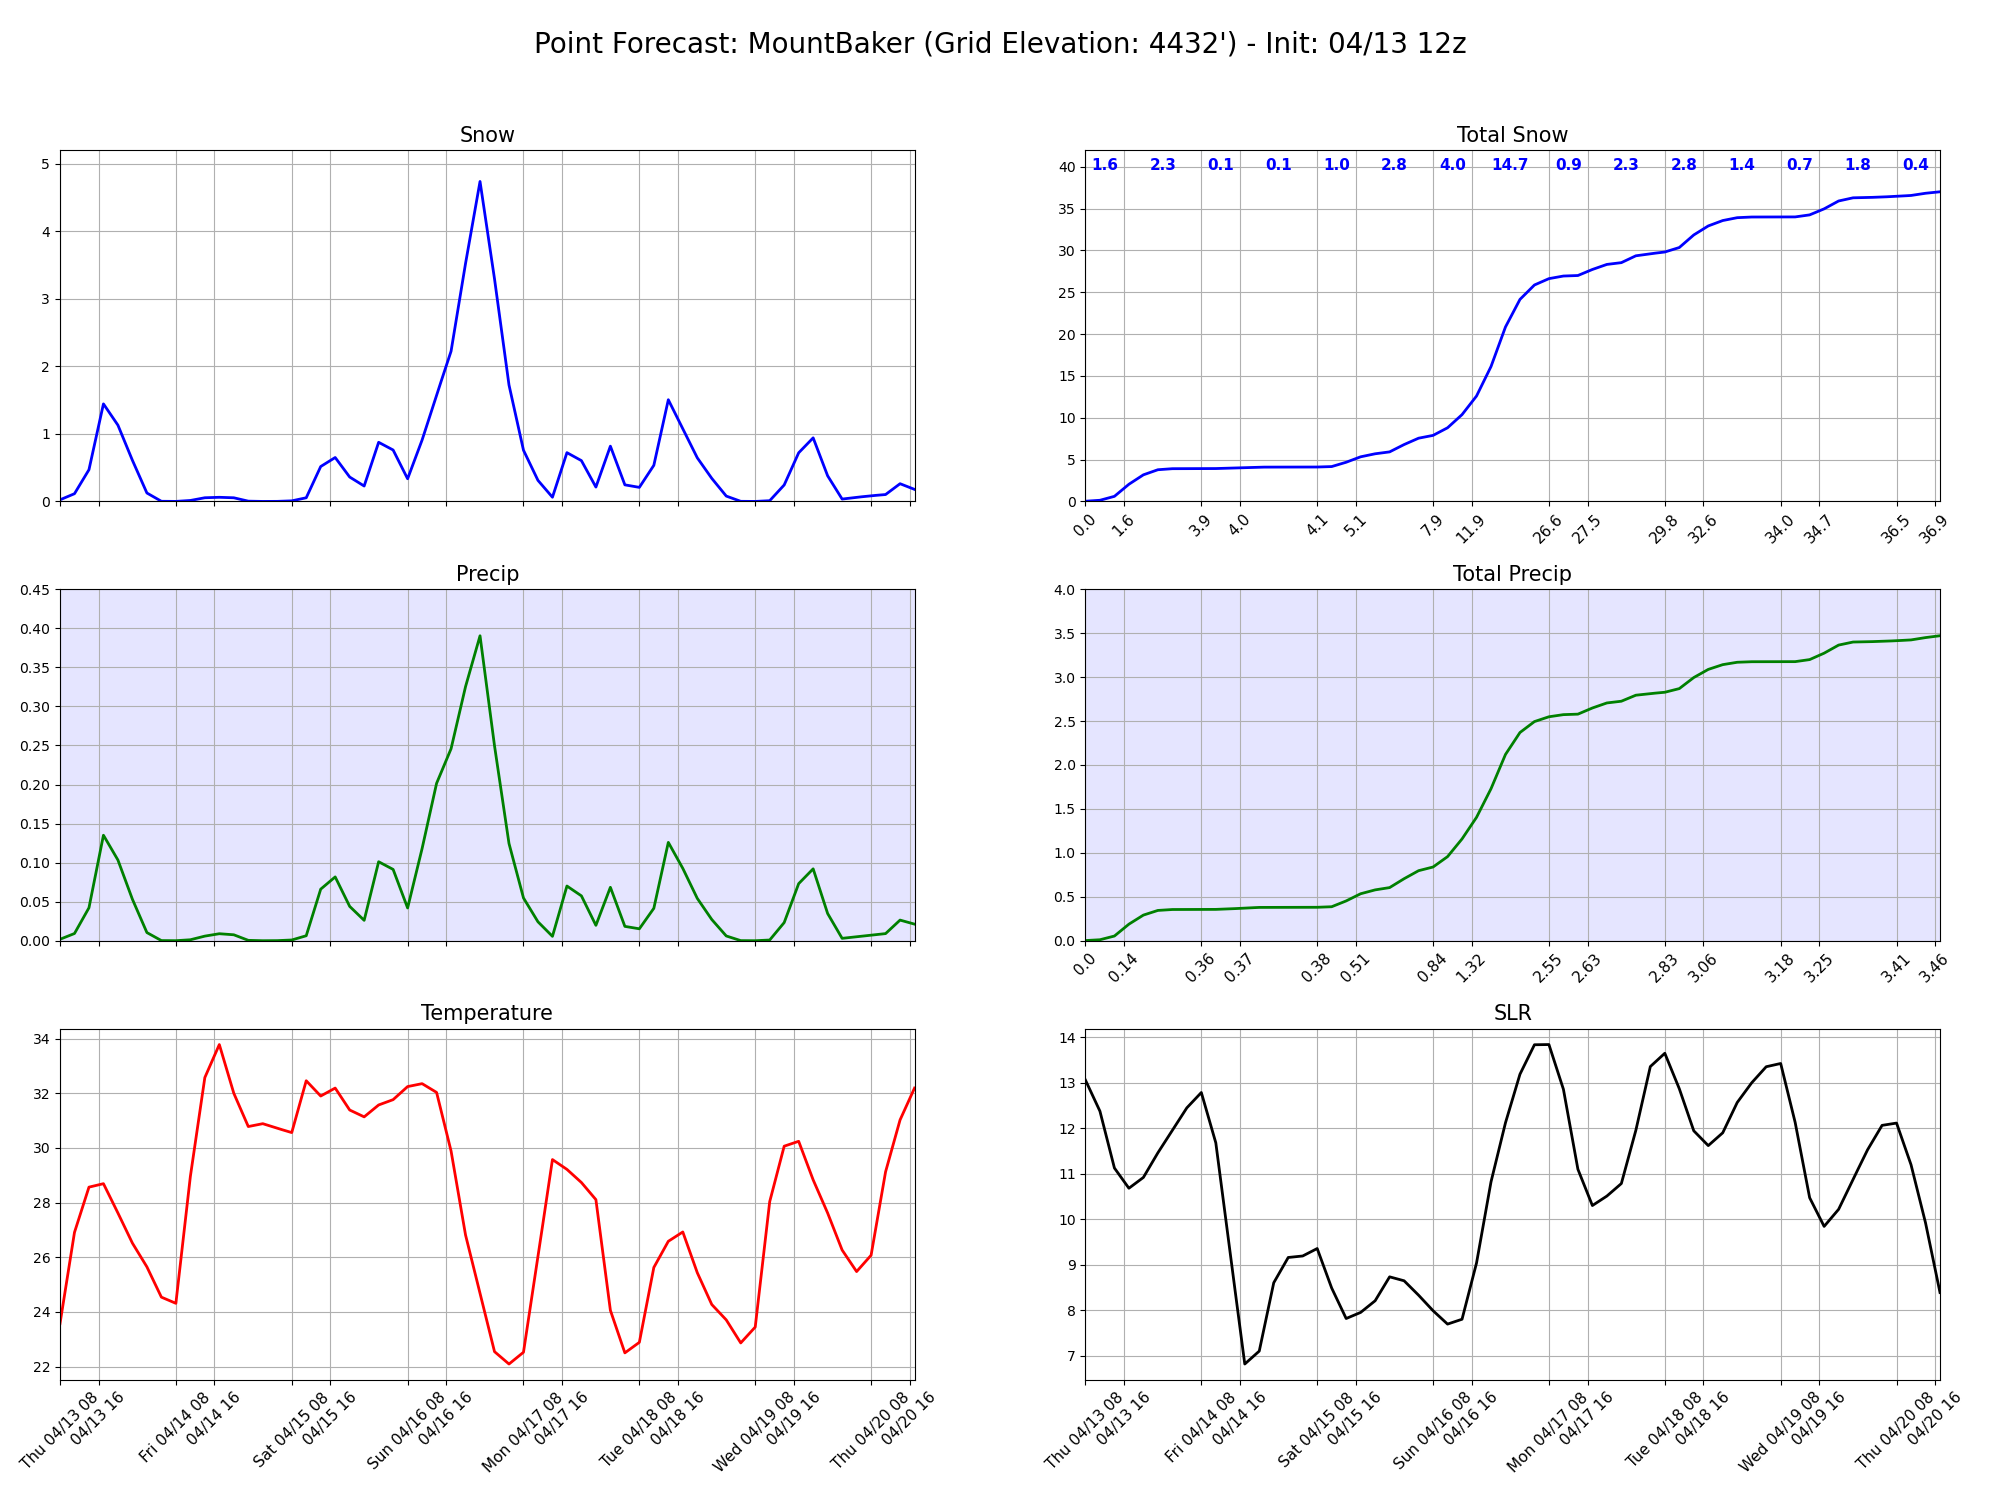 Point Forecast: MountBaker (Grid Elevation: 4432') - Init: 04/13 12z
Snow
5
4
3
2
1
0
Total Snow
1.6 2.3 0.1 0.1 1.0 2.8 4.0 14.7 0.9 2.3 2.8 1.4 0.7 1.8 0.4
40
35
30
25
20
15
10
5
0
0.0 1.6 3.9 4.0 4.1 5.1 7.9 11.9 26.6 27.5 29.8 32.6 34.0 34.7 36.5 36.9
Precip
0.45
0.40
0.35
0.30
0.25
0.20
0.15
0.10
0.05
0.00
Total Precip
4.0
3.5
3.0
2.5
2.0
1.5
1.0
0.5
0.0
0.0 0.14 0.36 0.37 0.38 0.51 0.84 1.32 2.55 2.63 2.83 3.06 3.18 3.25 3.41 3.46
Temperature
34
32
30
28
26
24
22
Thu 04/13 08
04/13 16
Fri 04/14 08
04/14 16
Sat 04/15 08
04/15 16
Sun 04/16 08
04/16 16
Mon 04/17 08
04/17 16
Tue 04/18 08
04/18 16
Wed 04/19 08
04/19 16
Thu 04/20 08
04/20 16
SLR
14
13
12
11
10
9
8
7
Thu 04/13 08
04/13 16
Fri 04/14 08
04/14 16
Sat 04/15 08
04/15 16
Sun 04/16 08
04/16 16
Mon 04/17 08
04/17 16
Tue 04/18 08
04/18 16
Wed 04/19 08
04/19 16
Thu 04/20 08
04/20 16